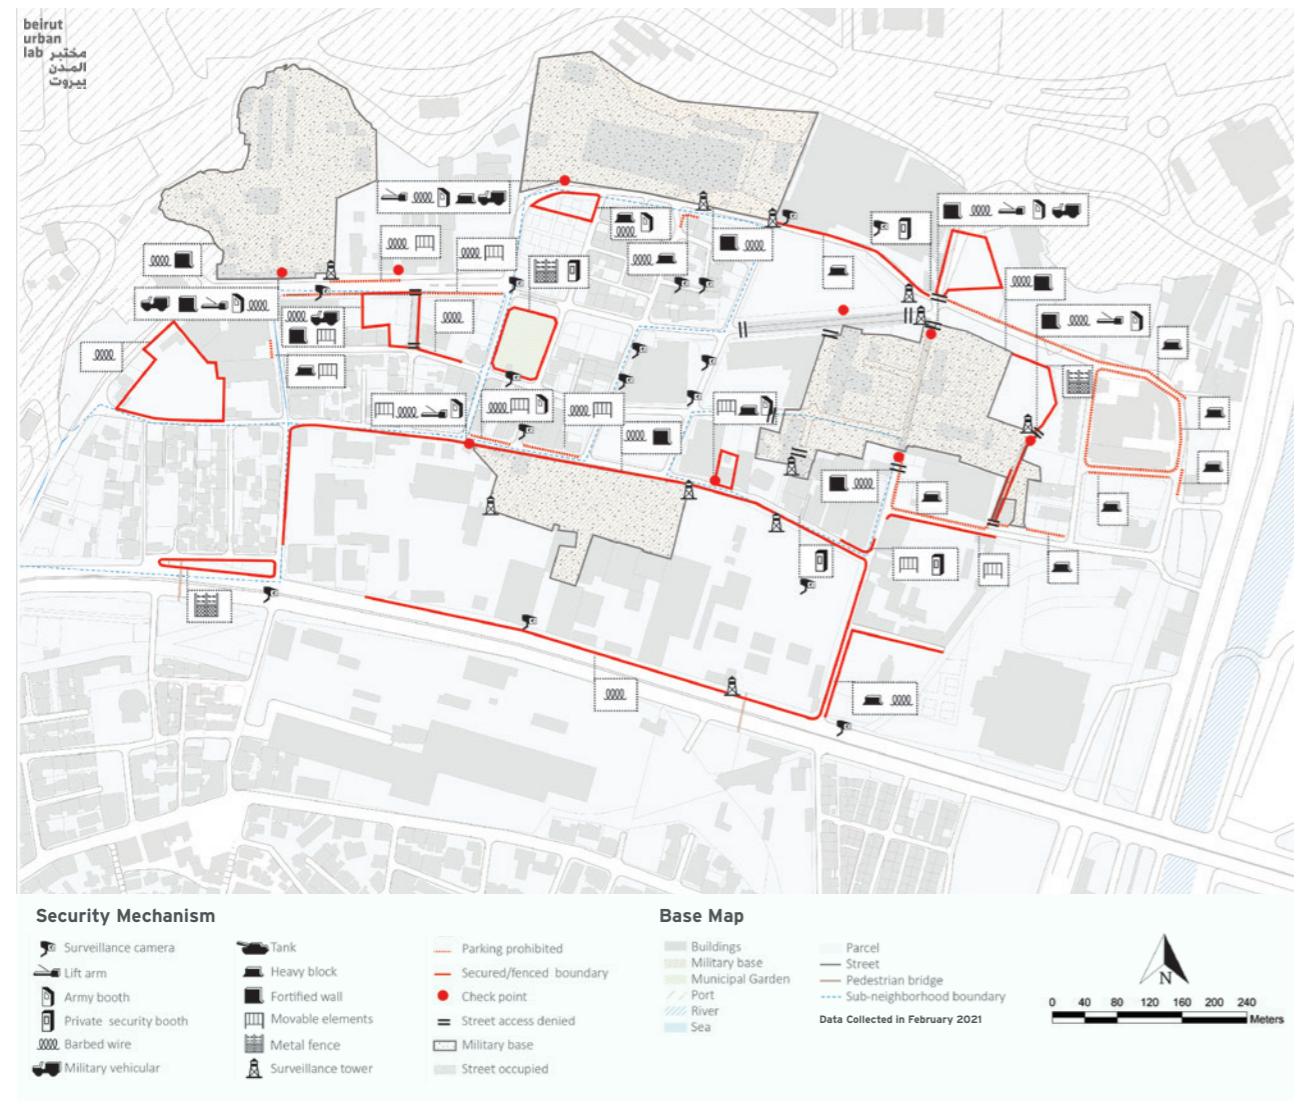 beirut
urban
lab مختبر
المدن
بيروت
Security Mechanism
Surveillance camera
Lift arm
Army booth
Private security booth
Barbed wire
Military vehicular
Tank
Heavy block
Fortified wall
Movable elements
Metal fence
Surveillance tower
Parking prohibited
Secured/fenced boundary
Check point
Street access denied
Military base
Street occupied
Base Map
Buildings
Military base
Municipal Garden
Port
River
Sea
Parcel
Street
Pedestrian bridge
Sub-neighborhood boundary
Data Collected in February 2021
N
0 40 80 120 160 200 240
Meters